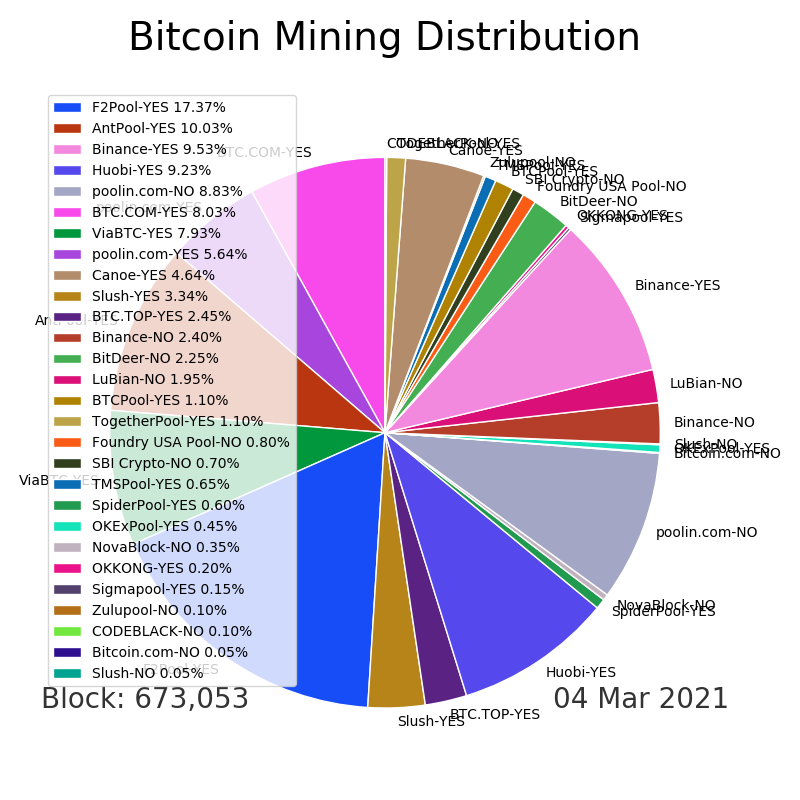 Bitcoin Mining Distribution
F2Pool-YES 17.37%
AntPool-YES 10.03%
Binance-YES 9.53%
Huobi-YES 9.23%
poolin.com-NO 8.83%
BTC.COM-YES 8.03%
ViaBTC-YES 7.93%
poolin.com-YES 5.64%
Canoe-YES 4.64%
Slush-YES 3.34%
BTC.TOP-YES 2.45%
Binance-NO 2.40%
BitDeer-NO 2.25%
LuBian-NO 1.95%
BTCPool-YES 1.10%
TogetherPool-YES 1.10%
Foundry USA Pool-NO 0.80%
SBI Crypto-NO 0.70%
TMSPool-YES 0.65%
SpiderPool-YES 0.60%
OKExPool-YES 0.45%
NovaBlock-NO 0.35%
OKKONG-YES 0.20%
Sigmapool-YES 0.15%
Zulupool-NO 0.10%
CODEBLACK-NO 0.10%
Bitcoin.com-NO 0.05%
Slush-NO 0.05%
BTC.COM-YES
poolin.com-YES
AntPool-YES
ViaBTC-YES
F2Pool-YES
CODEBLACK-NO
TogetherPool-YES
Canoe-YES
Zulupool-NO
TMSPool-YES
BTCPool-YES
SBI Crypto-NO
Foundry USA Pool-NO
BitDeer-NO
OKKONG-YES
Sigmapool-YES
Binance-YES
LuBian-NO
Binance-NO
Slush-NO
OKExPool-YES
Bitcoin.com-NO
poolin.com-NO
NovaBlock-NO
SpiderPool-YES
Huobi-YES
BTC.TOP-YES
Slush-YES
Block: 673,053
04 Mar 2021